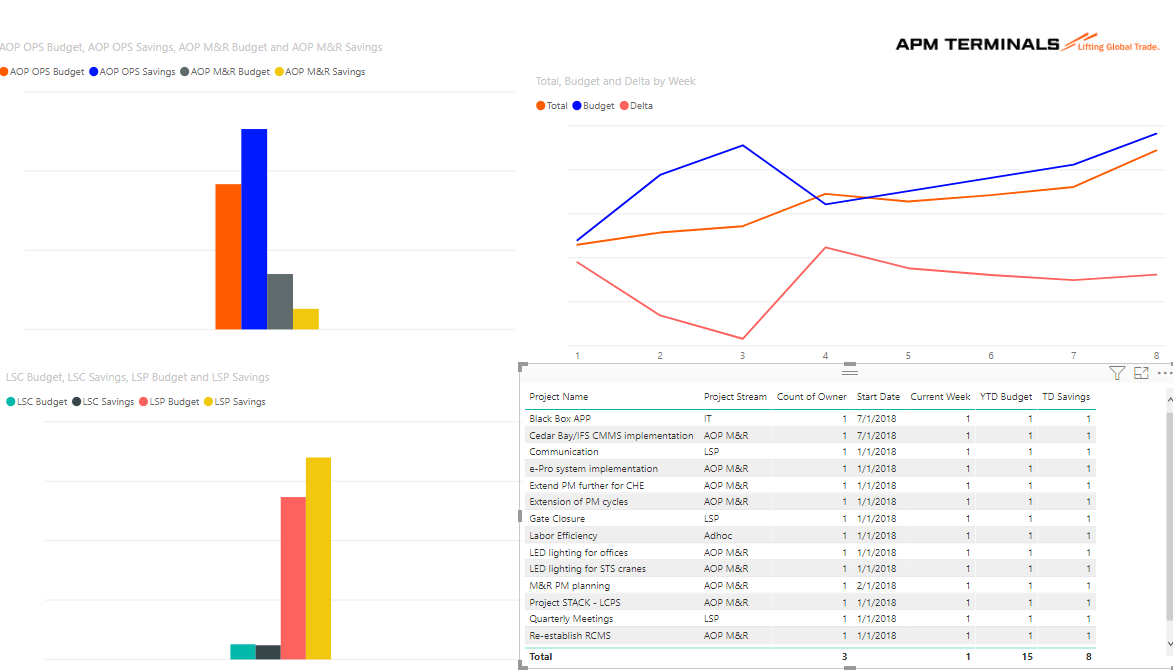 AOP OPS Budget, AOP OPS Savings, AOP M&R Budget and AOP M&R Savings
AOP OPS Budget AOP OPS Savings AOP M&R Budget AOP M&R Savings
APM TERMINALS Lifting Global Trade.
Total, Budget and Delta by Week
Total Budget Delta
1 2 3 4 5 6 7 8
LSC Budget, LSC Savings, LSP Budget and LSP Savings
LSC Budget LSC Savings LSP Budget LSP Savings
Project Name Project Stream Count of Owner Start Date Current Week YTD Budget TD Savings
Black Box APP IT 1 7/1/2018 1 1 1
Cedar Bay/IFS CMMS implementation AOP M&R 1 7/1/2018 1 1 1
Communication LSP 1 1/1/2018 1 1 1
e-Pro system implementation AOP M&R 1 1/1/2018 1 1 1
Extend PM further for CHE AOP M&R 1 1/1/2018 1 1 1
Extension of PM cycles AOP M&R 1 1/1/2018 1 1 1
Gate Closure LSP 1 1/1/2018 1 1 1
Labor Efficiency Adhoc 1 1/1/2018 1 1 1
LED lighting for offices AOP M&R 1 1/1/2018 1 1 1
LED lighting for STS cranes AOP M&R 1 1/1/2018 1 1 1
M&R PM planning AOP M&R 1 2/1/2018 1 1 1
Project STACK - LCPS AOP M&R 1 1/1/2018 1 1 1
Quarterly Meetings LSP 1 1/1/2018 1 1 1
Re-establish RCMS AOP M&R 1 1/1/2018 1 1 1
Total 3 1 15 8